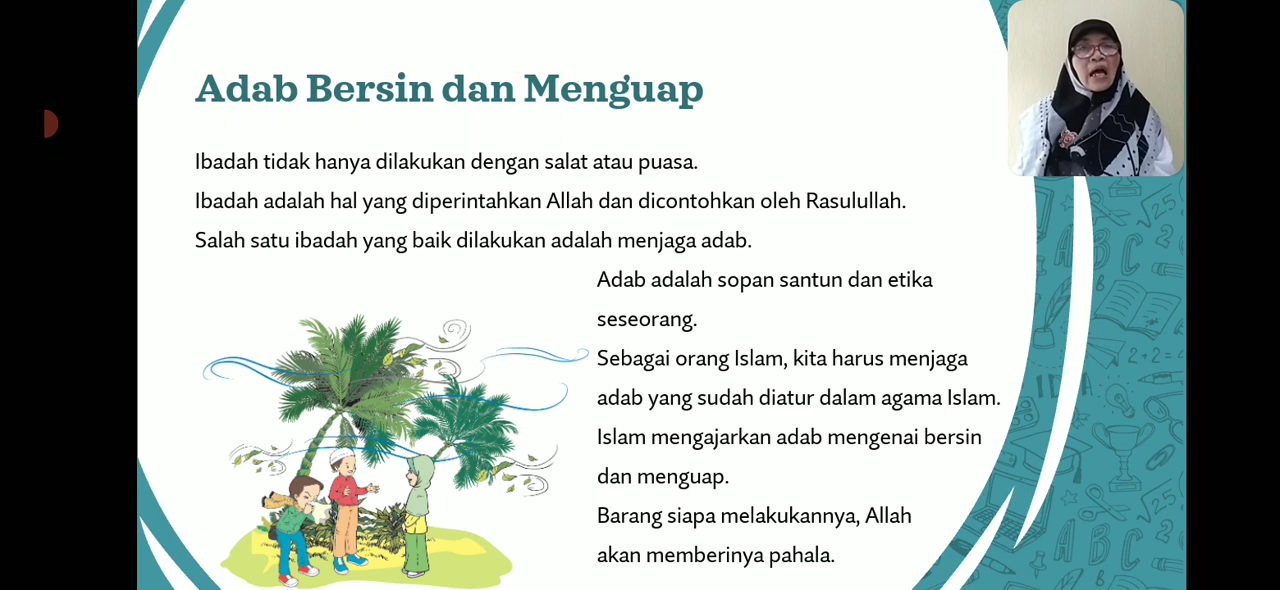 Adab Bersin dan Menguap
Ibadah tidak hanya dilakukan dengan salat atau puasa.
Ibadah adalah hal yang diperintahkan Allah dan dicontohkan oleh Rasulullah.
Salah satu ibadah yang baik dilakukan adalah menjaga adab.
Adab adalah sopan santun dan etika
seseorang.
Sebagai orang Islam, kita harus menjaga
adab yang sudah diatur dalam agama Islam.
Islam mengajarkan adab mengenai bersin
dan menguap.
Barang siapa melakukannya, Allah
akan memberinya pahala.